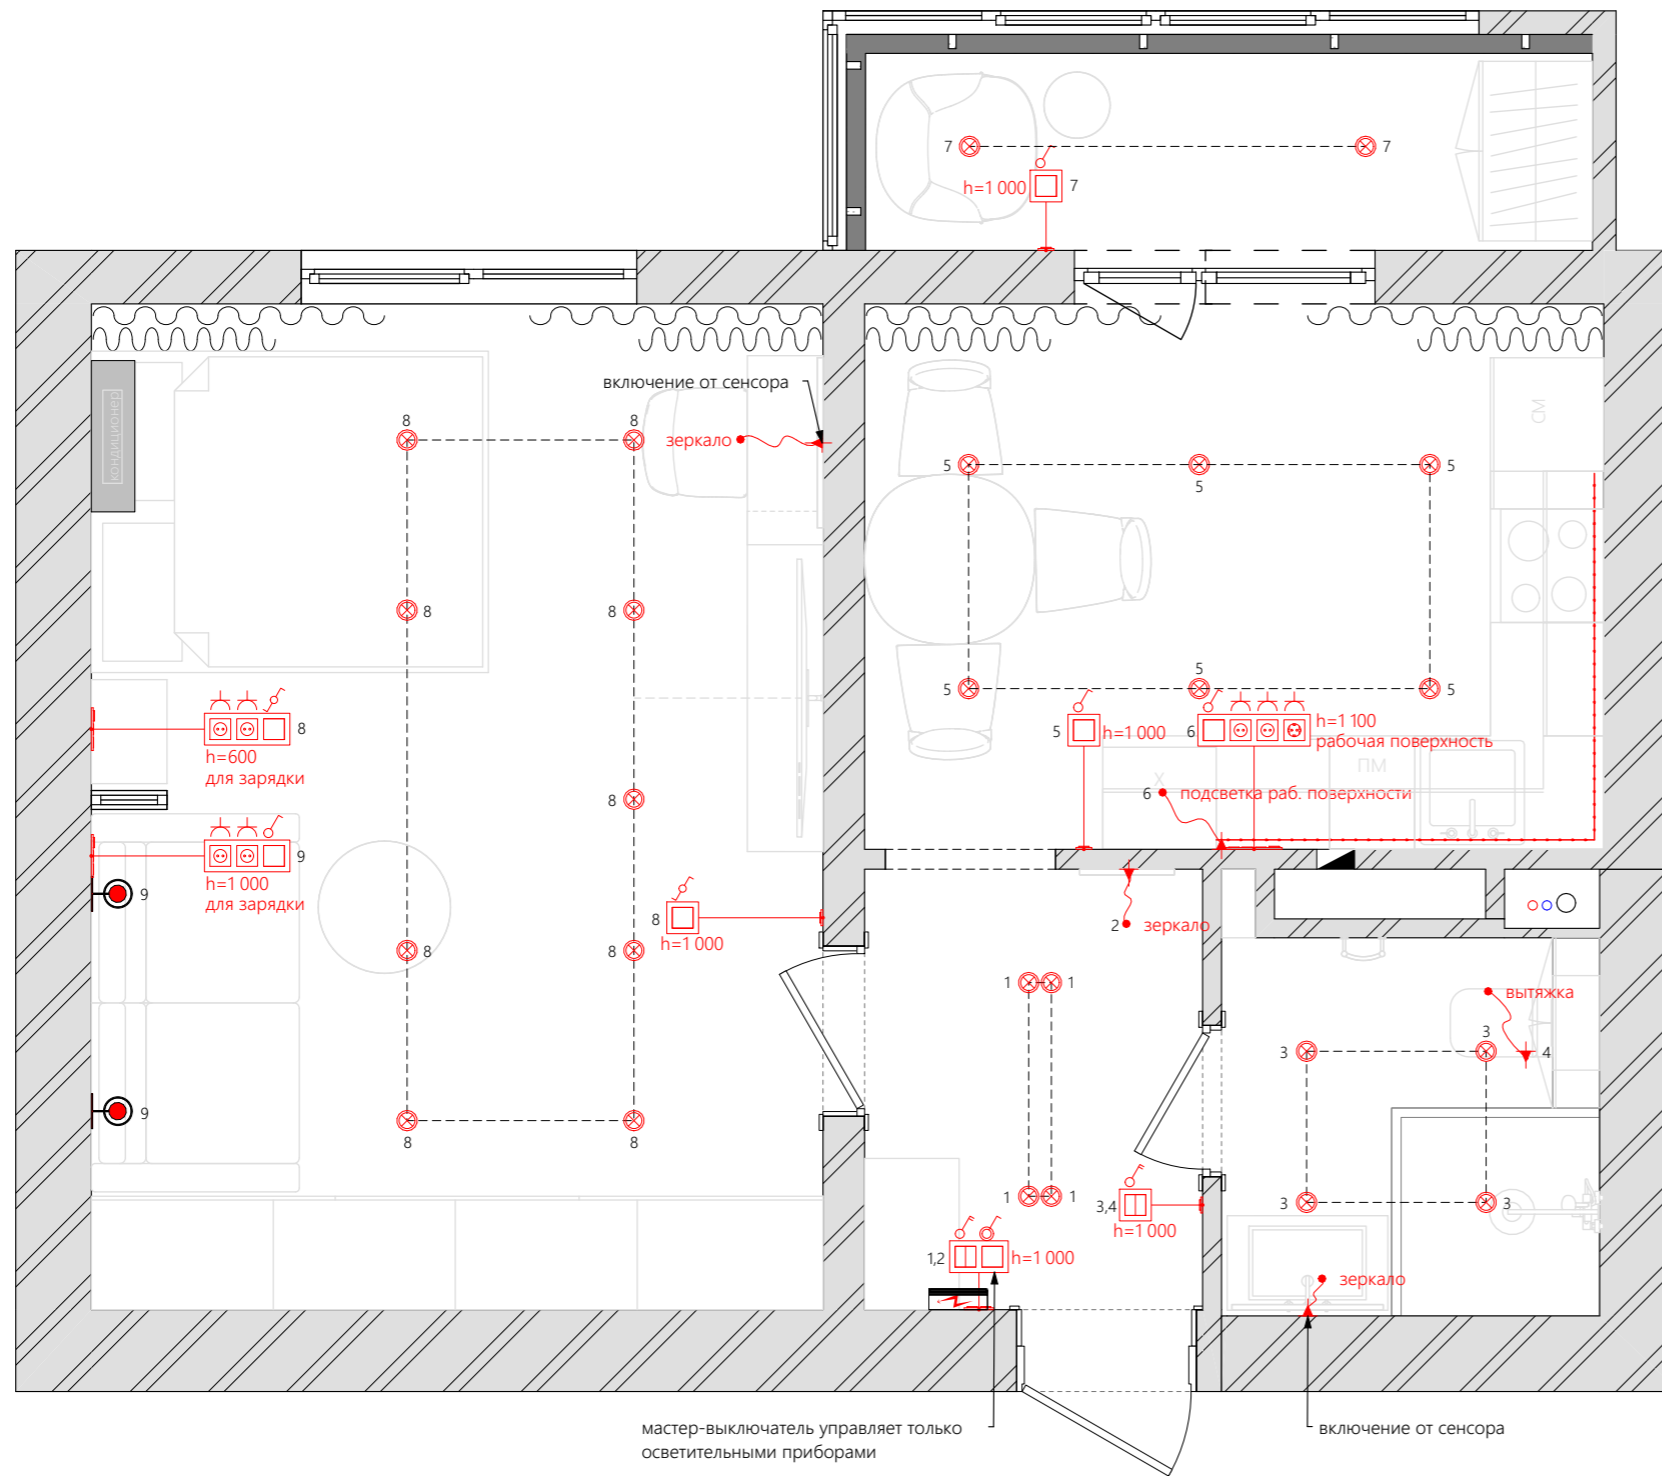 7
7
h=1 000
7
включение от сенсора
кондиционер
СМ
8
8
зеркало
5
5
5
8
8
5
5
5
8
h=600
для зарядки
5
h=1 000
6
h=1 100
рабочая поверхность
ПМ
X
6
подсветка раб. поверхности
8
9
h=1 000
для зарядки
9
8
h=1 000
2
зеркало
8
8
1
1
вытяжка
4
3
3
9
8
8
1
1
3,4
h=1 000
3
3
1,2
h=1 000
зеркало
мастер-выключатель управляет только
осветительными приборами
включение от сенсора